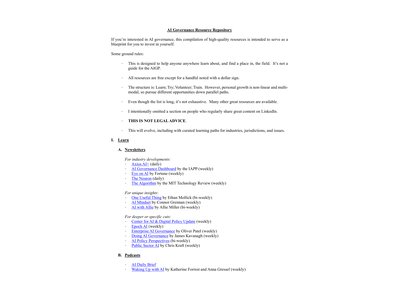 AI Governance Resource Repository
If you're interested in AI governance, this compilation of high-quality resources is intended to serve as a
blueprint for you to invest in yourself.
Some ground rules:
- This is designed to help anyone anywhere learn about, and find a place in, the field. It's not a
guide for the AIGP.
- All resources are free except for a handful noted with a dollar sign.
- The structure is: Learn; Try; Volunteer; Train. However, personal growth is non-linear and multi-
modal, so pursue different opportunities down parallel paths.
- Even though the list is long, it's not exhaustive. Many other great resources are available.
- I intentionally omitted a section on people who regularly share great content on LinkedIn.
- THIS IS NOT LEGAL ADVICE.
- This will evolve, including with curated learning paths for industries, jurisdictions, and issues.
I. Learn
A. Newsletters
For industry developments:
- Axios AI+ (daily)
- AI Governance Dashboard by the IAPP (weekly)
- Eye on AI by Fortune (weekly)
- The Neuron (daily)
- The Algorithm by the MIT Technology Review (weekly)
For unique insights:
- One Useful Thing by Ethan Mollick (bi-weekly)
- AI Mindset by Conor Grennan (weekly)
- AI with Allie by Allie Miller (bi-weekly)
For deeper or specific cuts:
- Center for AI & Digital Policy Update (weekly)
- Epoch AI (weekly)
- Enterprise AI Governance by Oliver Patel (weekly)
- Doing AI Governance by James Kavanagh (weekly)
- AI Policy Perspectives (bi-weekly)
- Public Sector AI by Chris Kraft (weekly)
B. Podcasts
- AI Daily Brief
- Waking Up with AI by Katherine Forrest and Anna Gressel (weekly)